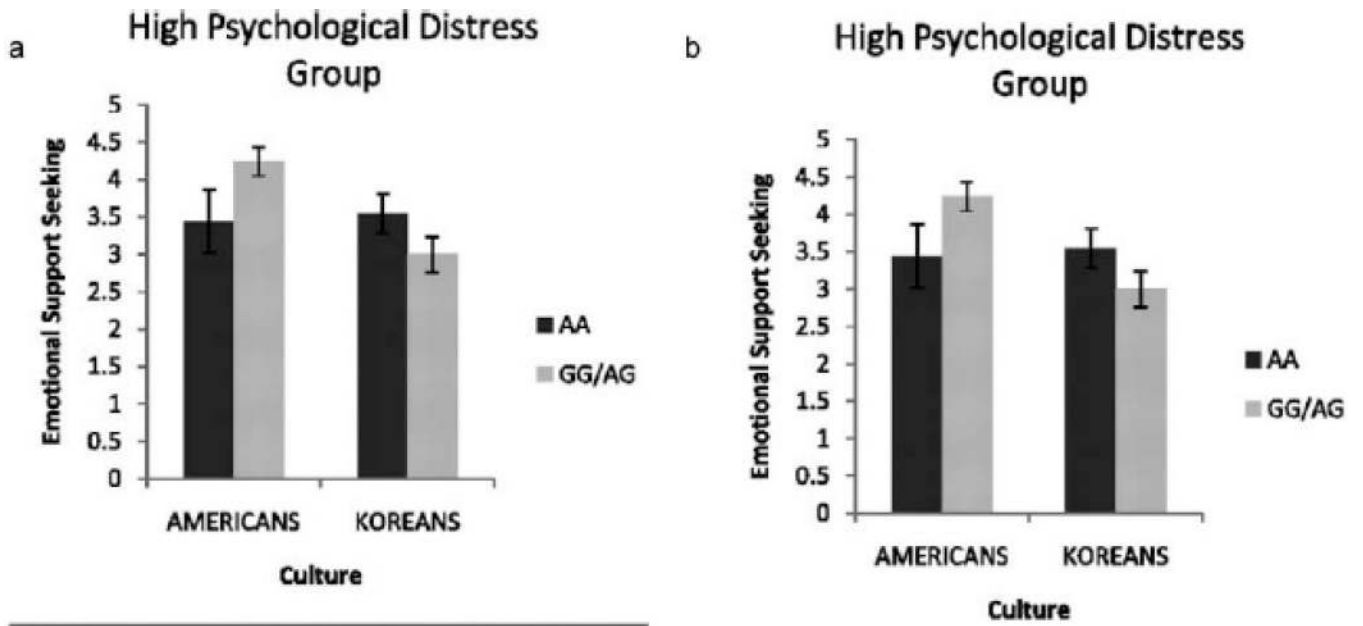 a
High Psychological Distress
Group
Emotional Support Seeking
5
4.5
4
3.5
3
2.5
2
1.5
1
0.5
0
AA
GG/AG
AMERICANS KOREANS
Culture
b
High Psychological Distress
Group
Emotional Support Seeking
5
4.5
4
3.5
3
2.5
2
1.5
1
0.5
0
AA
GG/AG
AMERICANS KOREANS
Culture